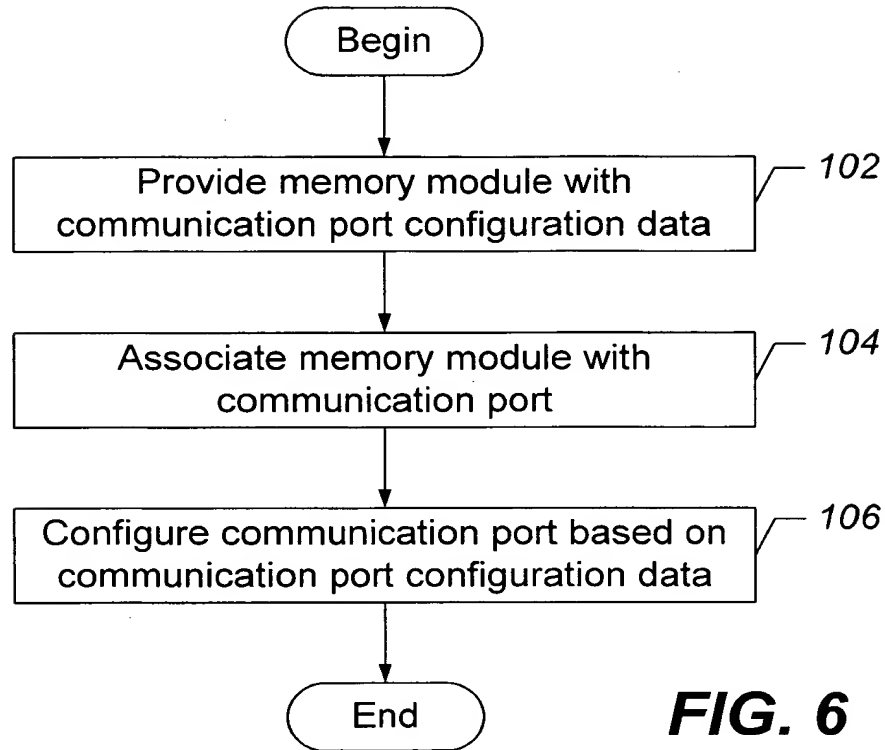 Begin
Provide memory module with
communication port configuration data
102
Associate memory module with
communication port
104
Configure communication port based on
communication port configuration data
106
End
FIG. 6